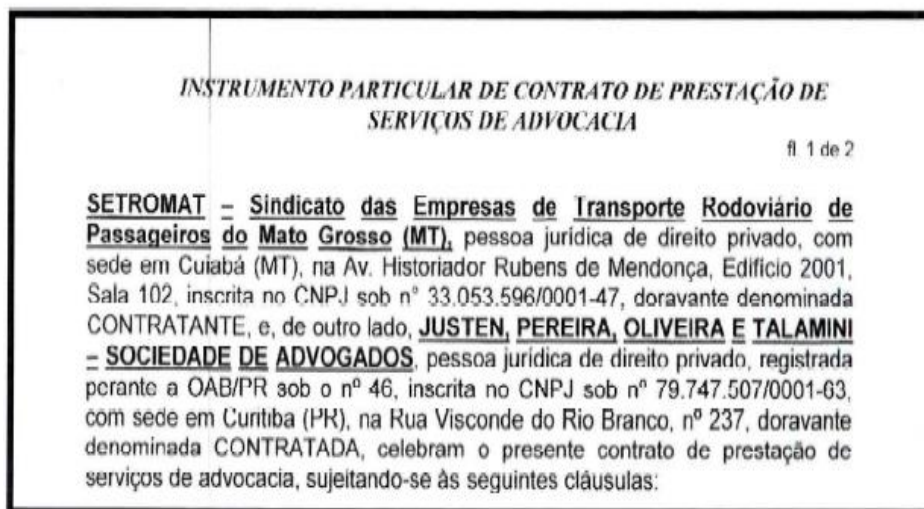 INSTRUMENTO PARTICULAR DE CONTRATO DE PRESTAÇÃO DE
SERVIÇOS DE ADVOCACIA
fl 1 de 2
SETROMAT – Sindicato das Empresas de Transporte Rodoviário de
Passageiros do Mato Grosso (MT), pessoa jurídica de direito privado, com
sede em Cuiabá (MT), na Av. Historiador Rubens de Mendonça, Edifício 2001,
Sala 102, inscrita no CNPJ sob nº 33.053.596/0001-47, doravante denominada
CONTRATANTE, e, de outro lado, JUSTEN, PEREIRA, OLIVEIRA E TALAMINI
– SOCIEDADE DE ADVOGADOS, pessoa jurídica de direito privado, registrada
perante a OAB/PR sob o nº 46, inscrita no CNPJ sob nº 79.747.507/0001-63,
com sede em Curitiba (PR), na Rua Visconde do Rio Branco, nº 237, doravante
denominada CONTRATADA, celebram o presente contrato de prestação de
serviços de advocacia, sujeitando-se às seguintes cláusulas: